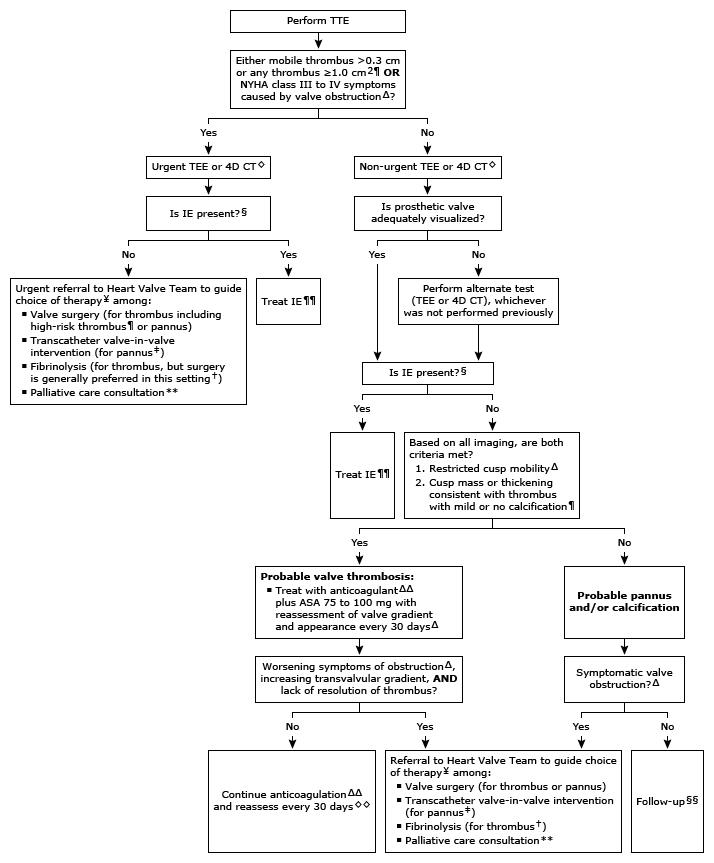 Perform TTE
Either mobile thrombus >0.3 cm
or any thrombus ≥1.0 cm²¶ OR
NYHA class III to IV symptoms
caused by valve obstructionΔ?
Yes
No
Urgent TEE or 4D CT◇
Non-urgent TEE or 4D CT◇
Is IE present?§
Is prosthetic valve
adequately visualized?
No
Yes
Yes
No
Urgent referral to Heart Valve Team to guide
choice of therapy¥ among:
▪ Valve surgery (for thrombus including
high-risk thrombus¶ or pannus)
▪ Transcatheter valve-in-valve
intervention (for pannus‡)
▪ Fibrinolysis (for thrombus, but surgery
is generally preferred in this setting†)
▪ Palliative care consultation**
Treat IE¶¶
Perform alternate test
(TEE or 4D CT), whichever
was not performed previously
Is IE present?§
Yes
No
Treat IE¶¶
Based on all imaging, are both
criteria met?
1. Restricted cusp mobilityΔ
2. Cusp mass or thickening
consistent with thrombus
with mild or no calcification¶
Yes
No
Probable valve thrombosis:
▪ Treat with anticoagulantΔΔ
plus ASA 75 to 100 mg with
reassessment of valve gradient
and appearance every 30 daysΔ
Probable pannus
and/or calcification
Worsening symptoms of obstructionΔ,
increasing transvalvular gradient, AND
lack of resolution of thrombus?
Symptomatic valve
obstruction?Δ
No
Yes
Yes
No
Continue anticoagulationΔΔ
and reassess every 30 days◇◇
Referral to Heart Valve Team to guide choice
of therapy¥ among:
▪ Valve surgery (for thrombus or pannus)
▪ Transcatheter valve-in-valve intervention
(for pannus‡)
▪ Fibrinolysis (for thrombus†)
▪ Palliative care consultation**
Follow-up§§